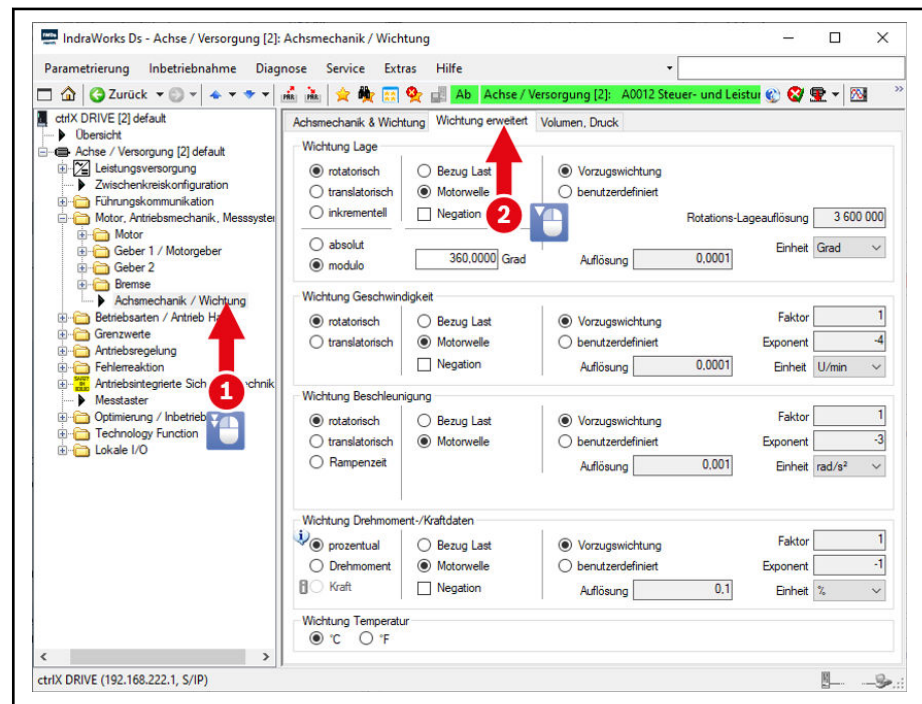 IndraWorks Ds - Achse / Versorgung [2]: Achsmechanik / Wichtung
Parametrierung Inbetriebnahme Diagnose Service Extras Hilfe
Zurück Ab Achse / Versorgung [2]: A0012 Steuer- und Leistu
ctrlX DRIVE [2] default
Übersicht
Achse / Versorgung [2] default
Leistungsversorgung
Zwischenkreiskonfiguration
Führungskommunikation
Motor, Antriebsmechanik, Messsyster
Motor
Geber 1 / Motorgeber
Geber 2
Bremse
Achsmechanik / Wichtung
Betriebsarten / Antrieb Ha
Grenzwerte
Antriebsregelung
Fehlerreaktion
Antriebsintegrierte Sich technik
Messtaster
Optimierung / Inbetrieb
Technology Function
Lokale I/O
1
Achsmechanik & Wichtung Wichtung erweitert Volumen, Druck
Wichtung Lage
rotatorisch Bezug Last Vorzugswichtung
translatorisch Motorwelle benutzerdefiniert
inkrementell Negation 2 Rotations-Lageauflösung 3 600 000
absolut Einheit Grad
modulo 360,0000 Grad Auflösung 0,0001
Wichtung Geschwindigkeit
rotatorisch Bezug Last Vorzugswichtung Faktor 1
translatorisch Motorwelle benutzerdefiniert Exponent -4
Negation Auflösung 0,0001 Einheit U/min
Wichtung Beschleunigung
rotatorisch Bezug Last Vorzugswichtung Faktor 1
translatorisch Motorwelle benutzerdefiniert Exponent -3
Rampenzeit Auflösung 0,001 Einheit rad/s²
Wichtung Drehmoment-/Kraftdaten
prozentual Bezug Last Vorzugswichtung Faktor 1
Drehmoment Motorwelle benutzerdefiniert Exponent -1
Kraft Negation Auflösung 0,1 Einheit %
Wichtung Temperatur
°C °F
ctrlX DRIVE (192.168.222.1, S/IP)